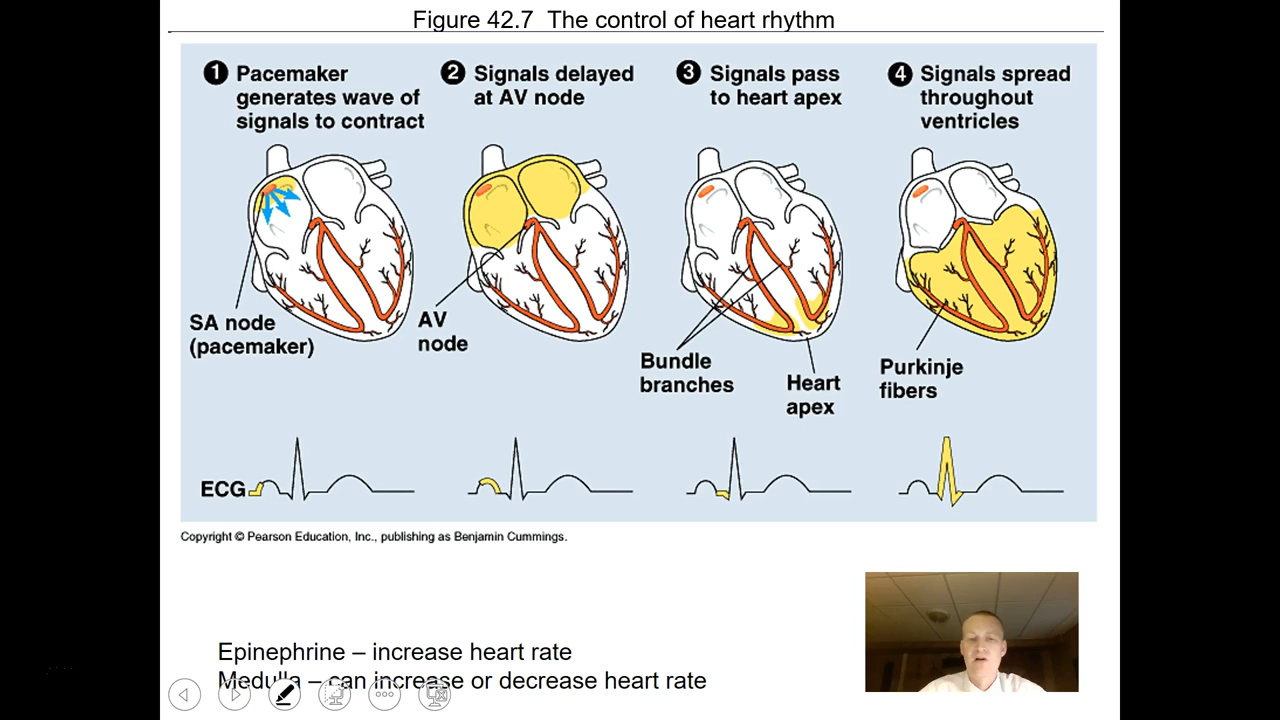 Figure 42.7 The control of heart rhythm
1 Pacemaker
generates wave of
signals to contract
2 Signals delayed
at AV node
3 Signals pass
to heart apex
4 Signals spread
throughout
ventricles
SA node
(pacemaker)
AV
node
Bundle
branches
Heart
apex
Purkinje
fibers
ECG
Copyright © Pearson Education, Inc., publishing as Benjamin Cummings.
Epinephrine – increase heart rate
Medulla – can increase or decrease heart rate